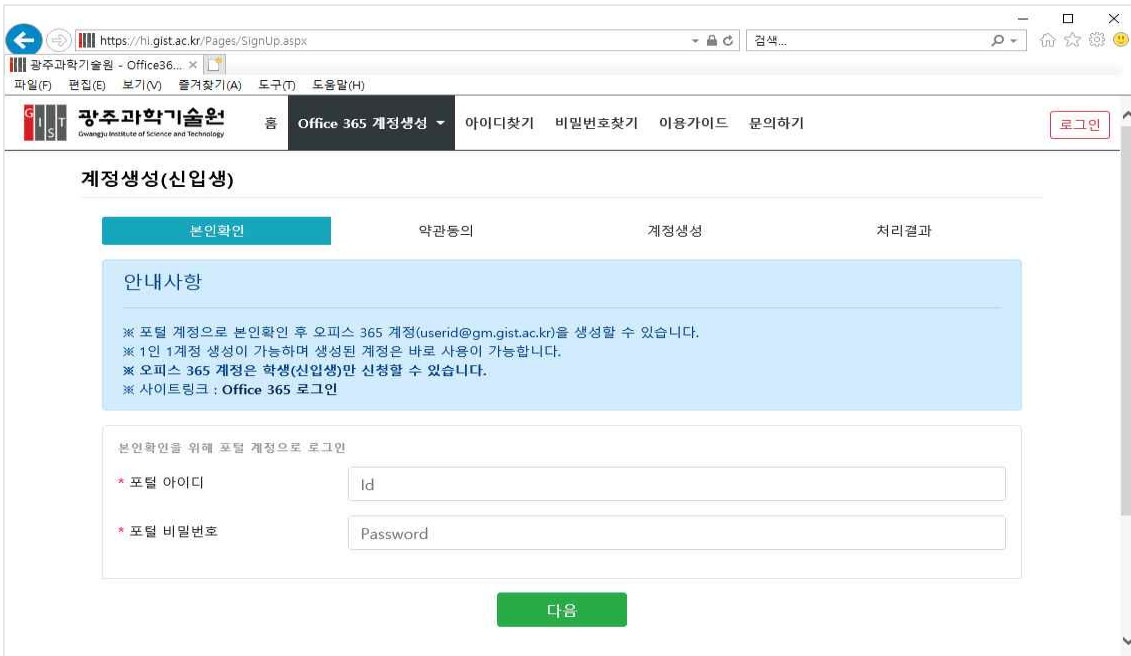 https://hi.gist.ac.kr/Pages/SignUp.aspx
검색...
광주과학기술원 - Office36...
파일(F) 편집(E) 보기(V) 즐겨찾기(A) 도구(T) 도움말(H)
GIST 광주과학기술원
Gwangju Institute of Science and Technology
홈 Office 365 계정생성 아이디찾기 비밀번호찾기 이용가이드 문의하기 로그인
계정생성(신입생)
본인확인 약관동의 계정생성 처리결과
안내사항
※ 포털 계정으로 본인확인 후 오피스 365 계정(userid@gm.gist.ac.kr)을 생성할 수 있습니다.
※ 1인 1계정 생성이 가능하며 생성된 계정은 바로 사용이 가능합니다.
※ 오피스 365 계정은 학생(신입생)만 신청할 수 있습니다.
※ 사이트링크 : Office 365 로그인
본인확인을 위해 포털 계정으로 로그인
* 포털 아이디 Id
* 포털 비밀번호 Password
다음